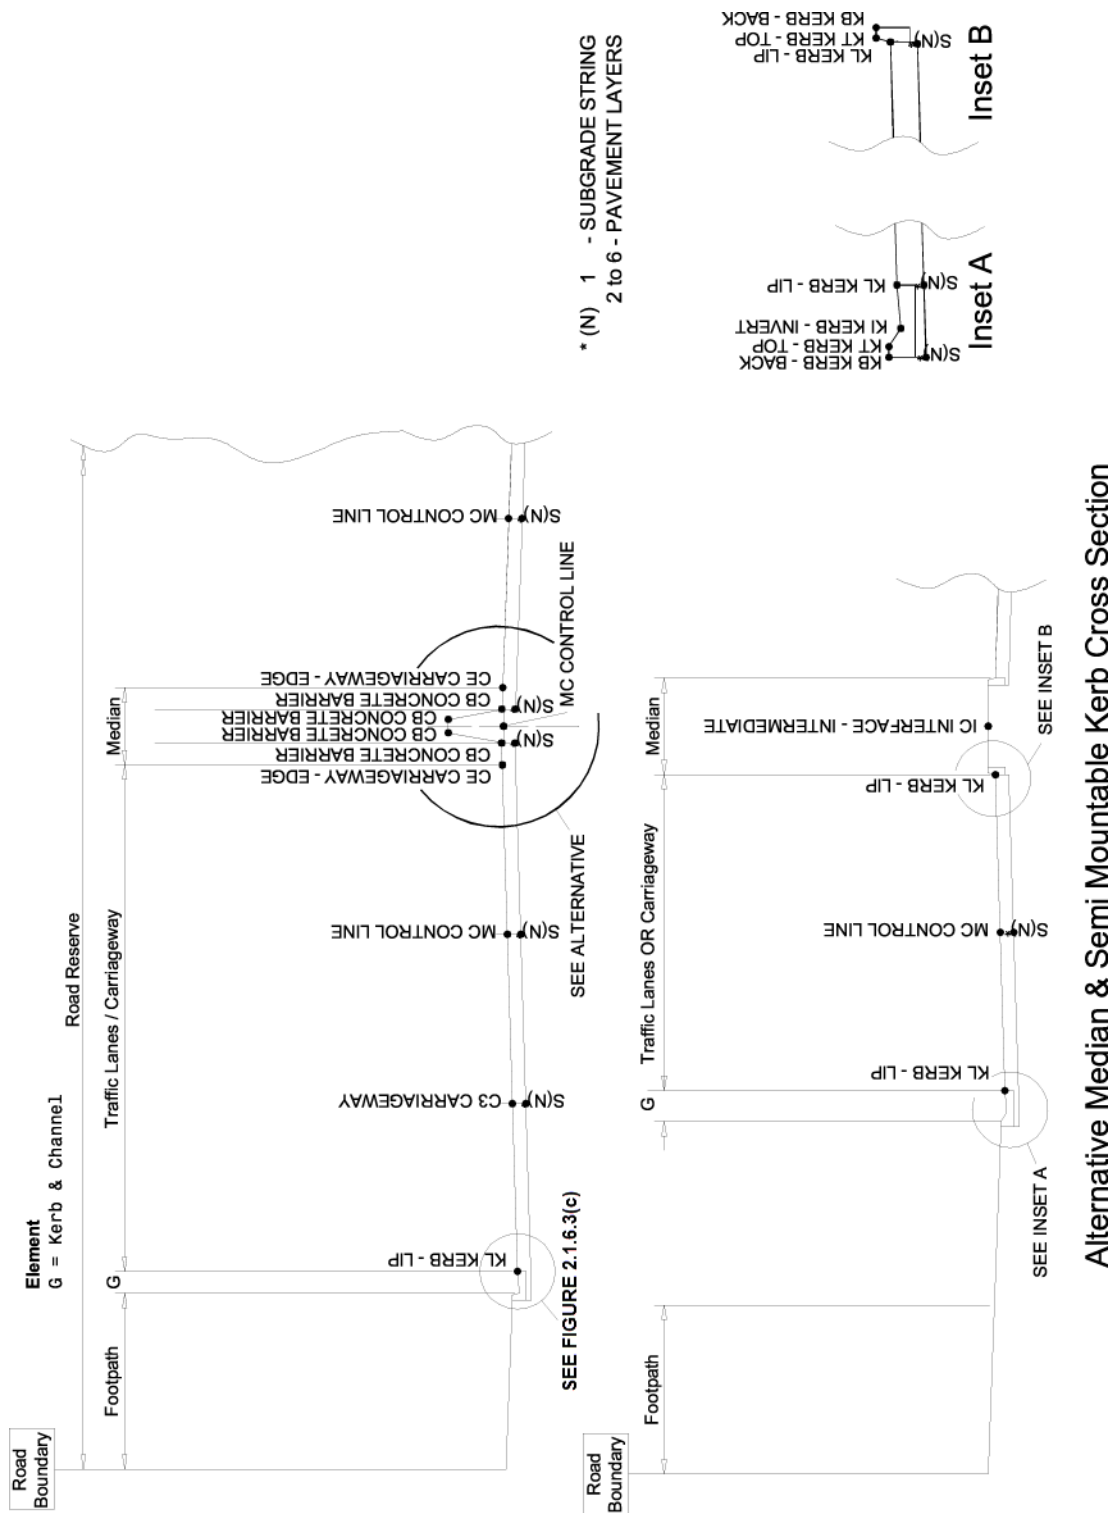 Road
Boundary
Element
G = Kerb & Channel
Road Reserve
Footpath
G
Traffic Lanes / Carriageway
Median
KL KERB - LIP
C3 CARRIAGEWAY
S(N)
MC CONTROL LINE
S(N)
CE CARRIAGEWAY - EDGE
CB CONCRETE BARRIER
CB CONCRETE BARRIER
CB CONCRETE BARRIER
CB CONCRETE BARRIER
CE CARRIAGEWAY - EDGE
S(N)
S(N)
MC CONTROL LINE
S(N)
SEE FIGURE 2.1.6.3(c)
SEE ALTERNATIVE
MC CONTROL LINE
* (N) 1 - SUBGRADE STRING
2 to 6 - PAVEMENT LAYERS
Road
Boundary
Footpath
G
Traffic Lanes OR Carriageway
Median
KL KERB - LIP
MC CONTROL LINE
S(N)
KL KERB - LIP
IC INTERFACE - INTERMEDIATE
SEE INSET A
SEE INSET B
KB KERB - BACK
KT KERB - TOP
KI KERB - INVERT
KL KERB - LIP
S(N)
S(N)
Inset A
KB KERB - BACK
KT KERB - TOP
KL KERB - LIP
S(N)
Inset B
Alternative Median & Semi Mountable Kerb Cross Section